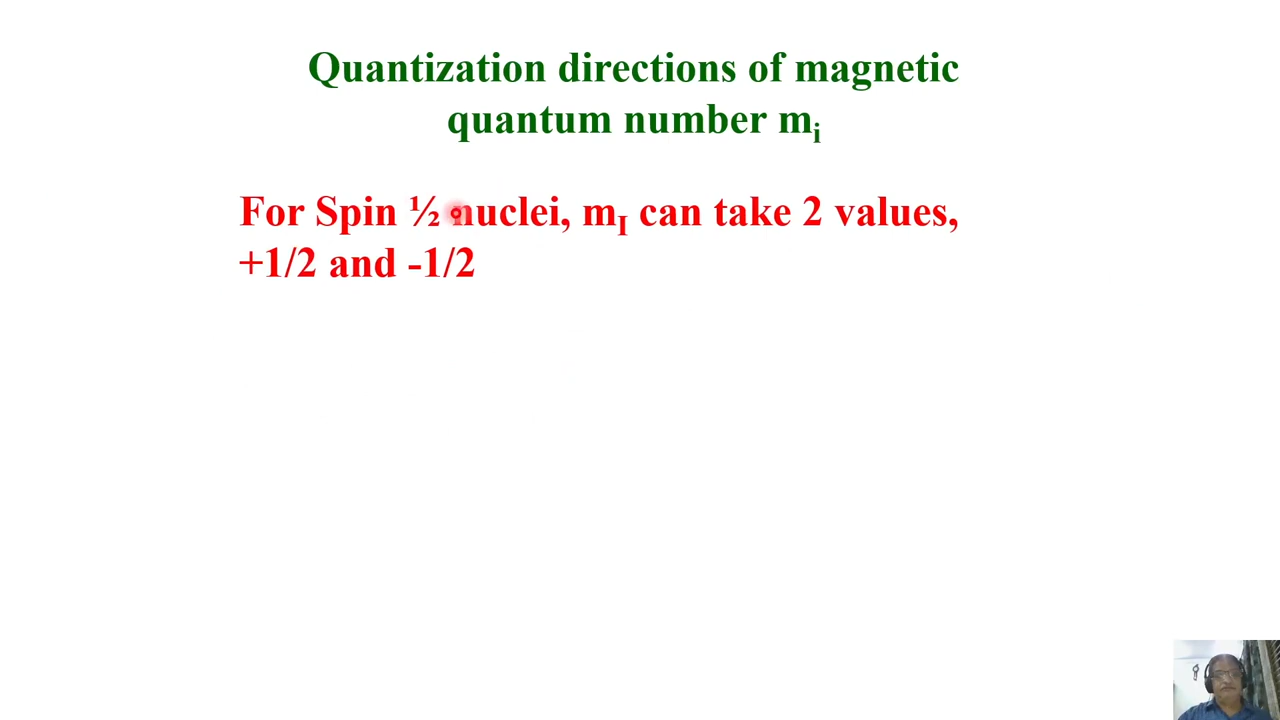 Quantization directions of magnetic
quantum number mᵢ
For Spin ½ nuclei, m_I can take 2 values,
+1/2 and -1/2